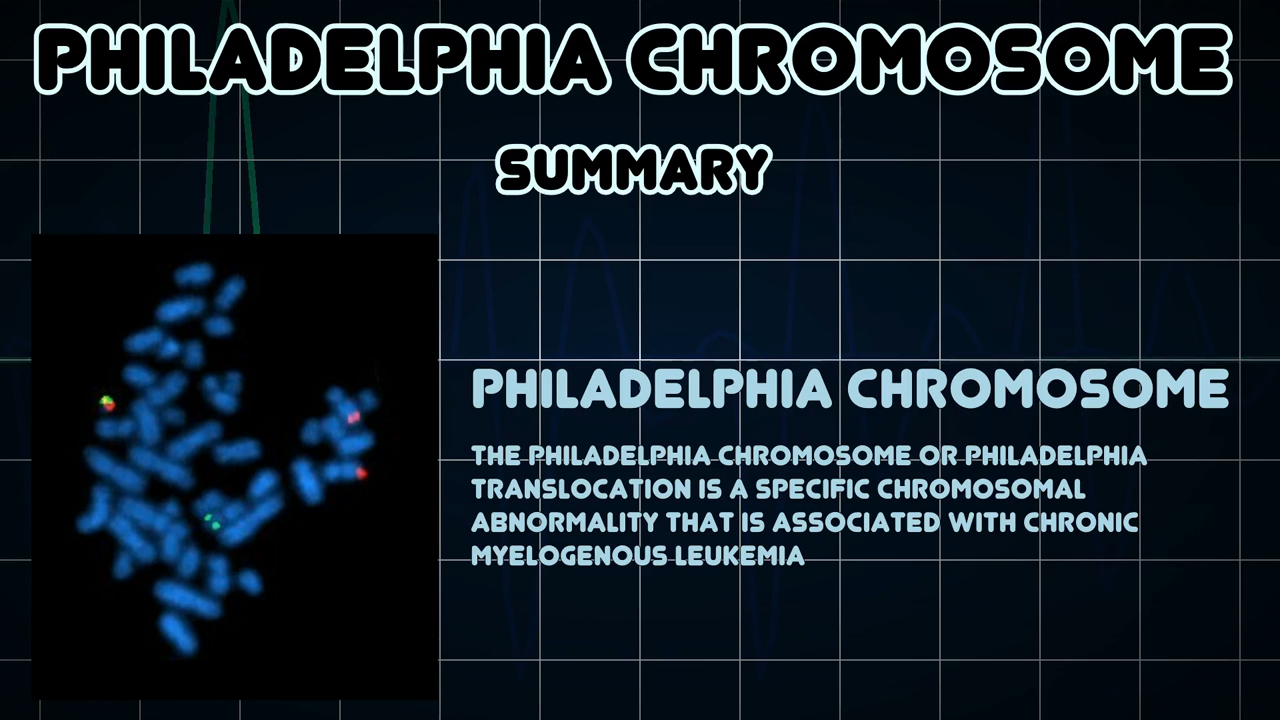 PHILADELPHIA CHROMOSOME
SUMMARY
PHILADELPHIA CHROMOSOME
THE PHILADELPHIA CHROMOSOME OR PHILADELPHIA
TRANSLOCATION IS A SPECIFIC CHROMOSOMAL
ABNORMALITY THAT IS ASSOCIATED WITH CHRONIC
MYELOGENOUS LEUKEMIA